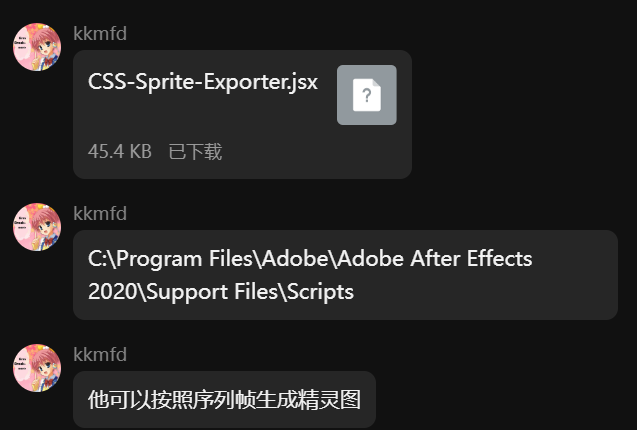 kkmfd
CSS-Sprite-Exporter.jsx
?
45.4 KB 已下载
kkmfd
C:\Program Files\Adobe\Adobe After Effects
2020\Support Files\Scripts
kkmfd
他可以按照序列帧生成精灵图